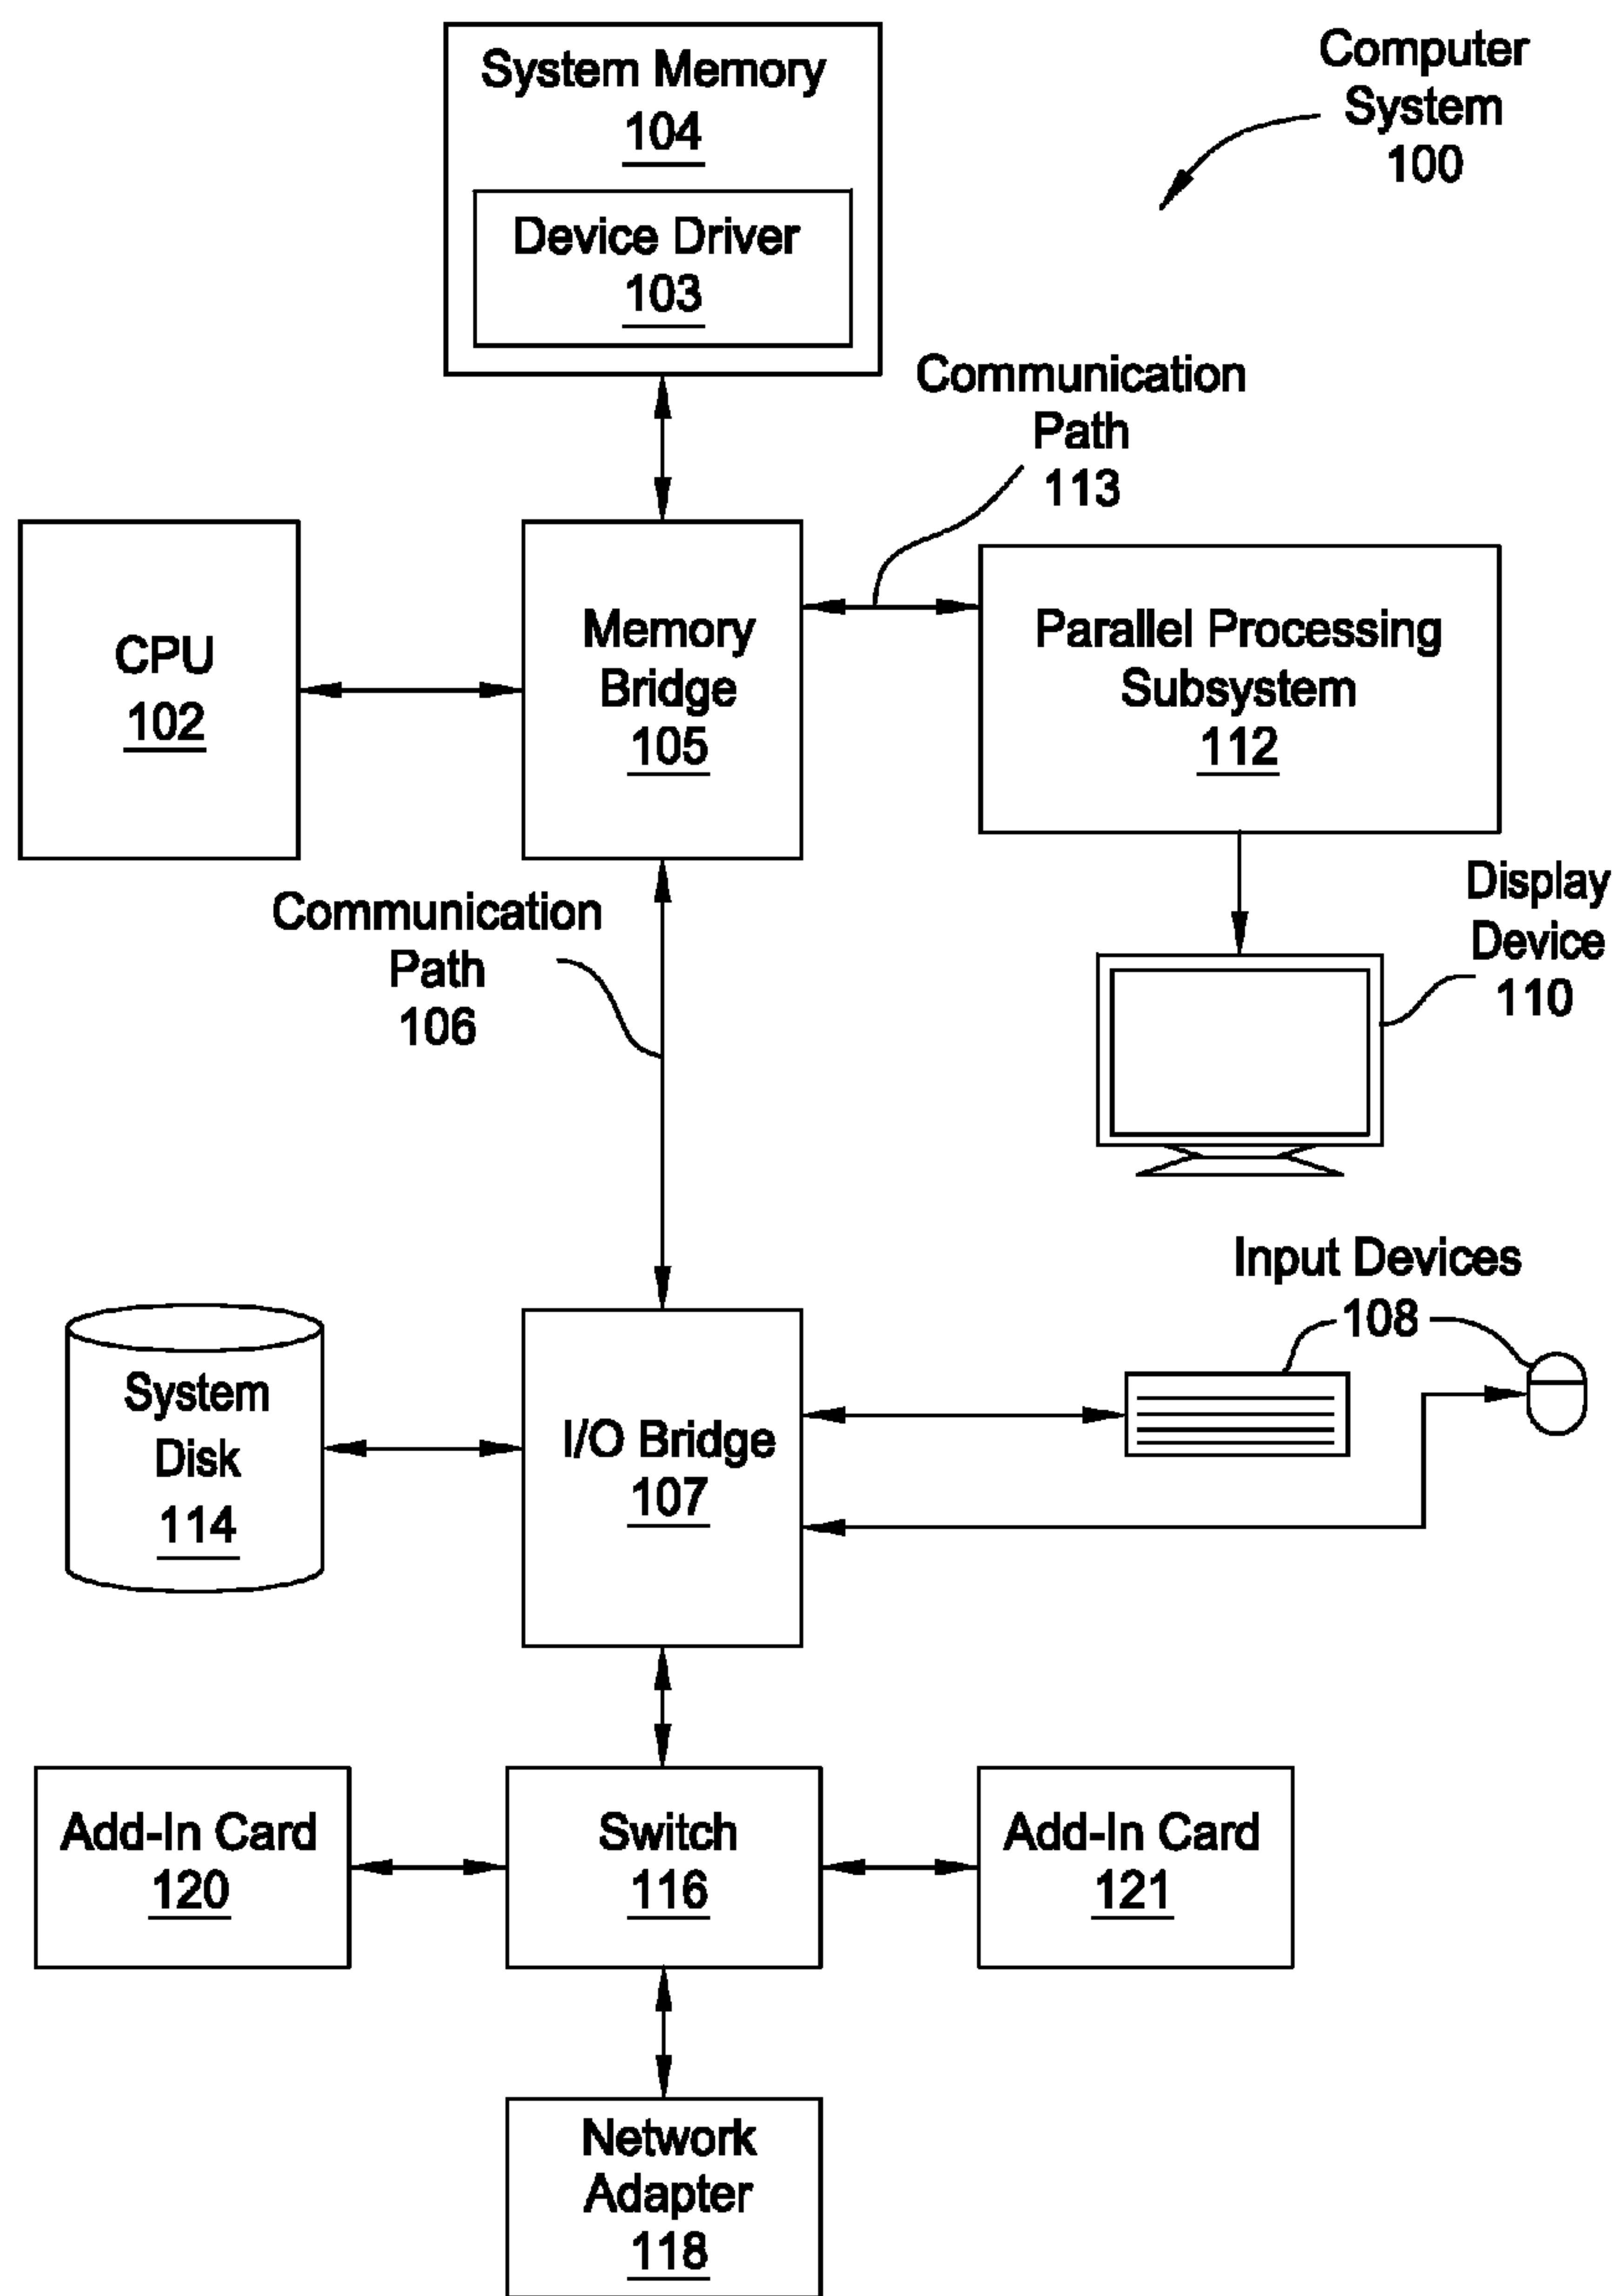 System Memory
104
Device Driver
103
Computer
System
100
Communication
Path
113
CPU
102
Memory
Bridge
105
Parallel Processing
Subsystem
112
Communication
Path
106
Display
Device
110
Input Devices
108
System
Disk
114
I/O Bridge
107
Add-In Card
120
Switch
116
Add-In Card
121
Network
Adapter
118